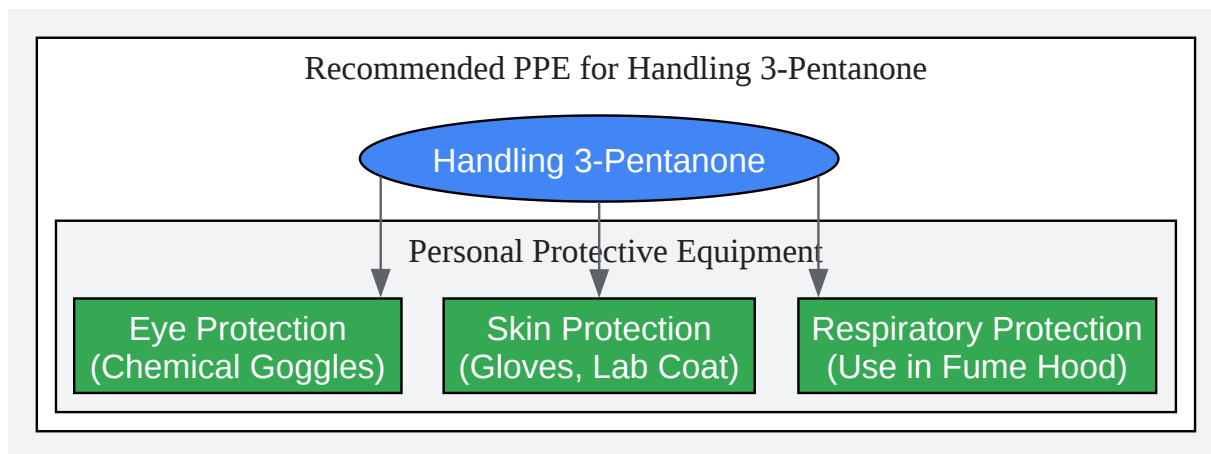 Recommended PPE for Handling 3-Pentanone
Handling 3-Pentanone
Personal Protective Equipment
Eye Protection
(Chemical Goggles)
Skin Protection
(Gloves, Lab Coat)
Respiratory Protection
(Use in Fume Hood)